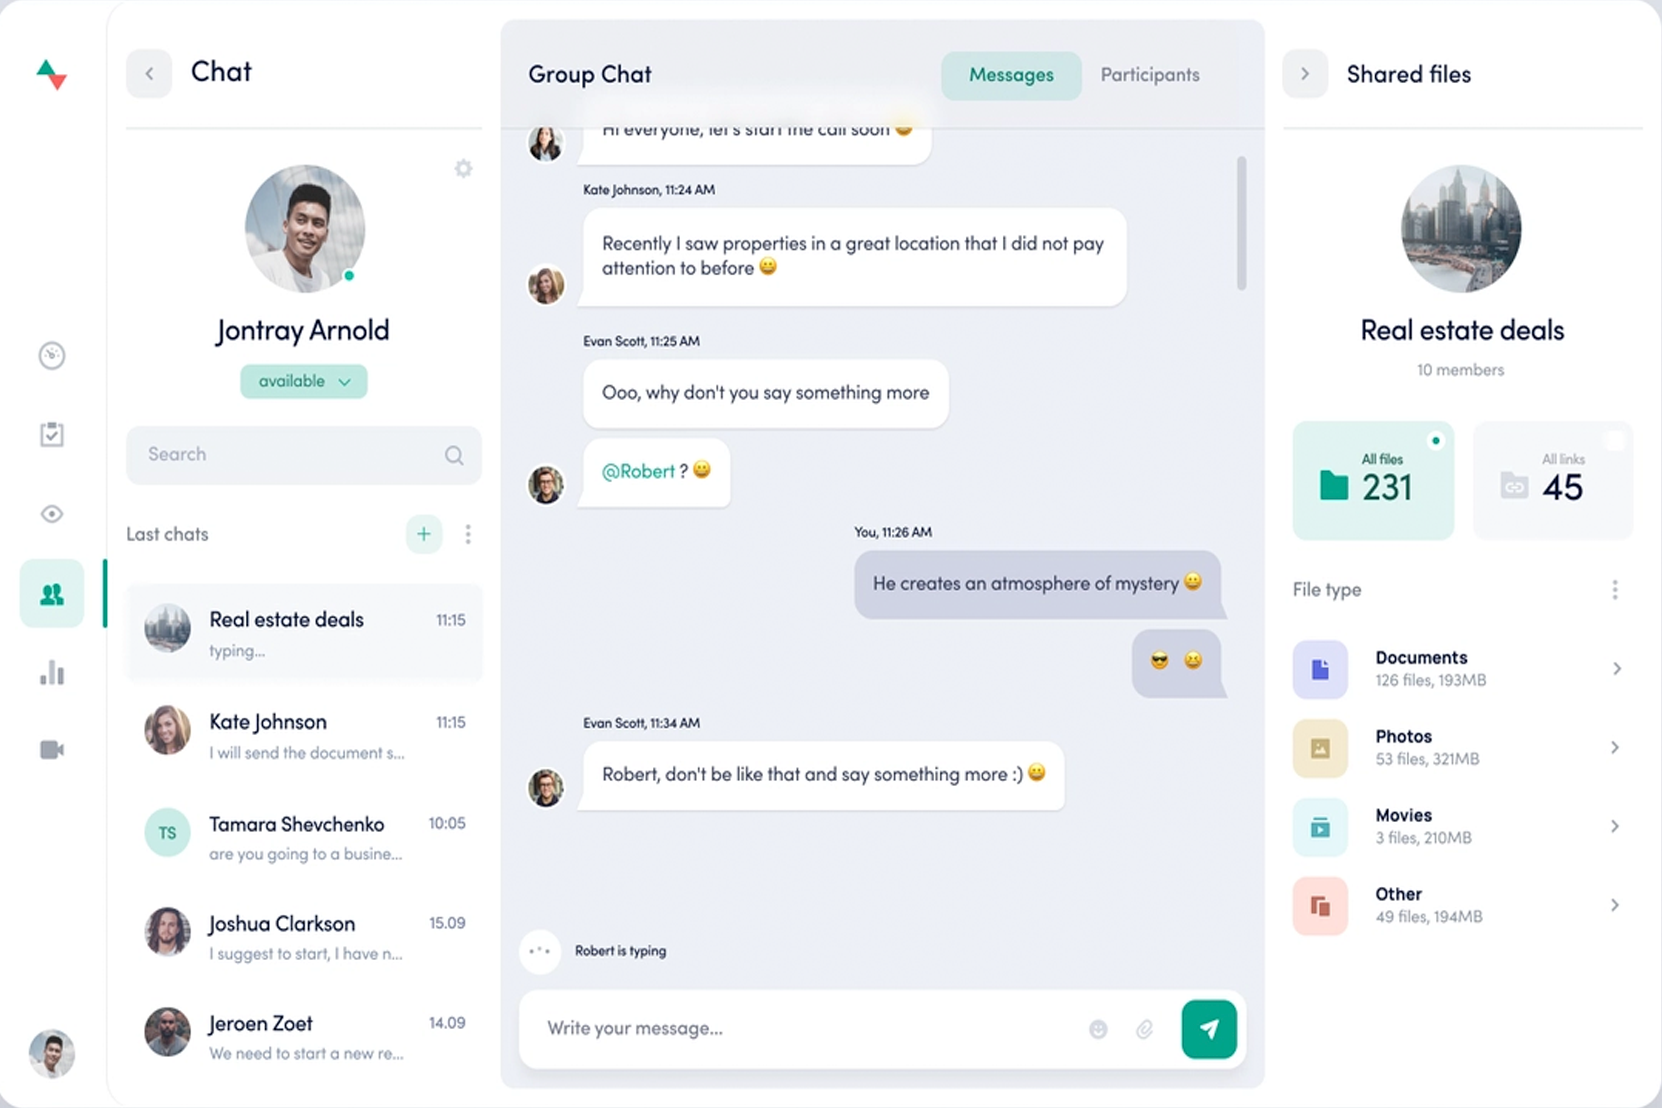 Chat
Jontray Arnold
available
Search
Last chats
Real estate deals
11:15
typing...
Kate Johnson
11:15
I will send the document s...
TS
Tamara Shevchenko
10:05
are you going to a busine...
Joshua Clarkson
15.09
I suggest to start, I have n...
Jeroen Zoet
14.09
We need to start a new re...
Group Chat
Messages
Participants
Hi everyone, let's start the call soon 😀
Kate Johnson, 11:24 AM
Recently I saw properties in a great location that I did not pay
attention to before 😀
Evan Scott, 11:25 AM
Ooo, why don't you say something more
@Robert ? 😀
You, 11:26 AM
He creates an atmosphere of mystery 😀
😎 😆
Evan Scott, 11:34 AM
Robert, don't be like that and say something more :) 😀
Robert is typing
Write your message...
Shared files
Real estate deals
10 members
All files
231
All links
45
File type
Documents
126 files, 193MB
Photos
53 files, 321MB
Movies
3 files, 210MB
Other
49 files, 194MB